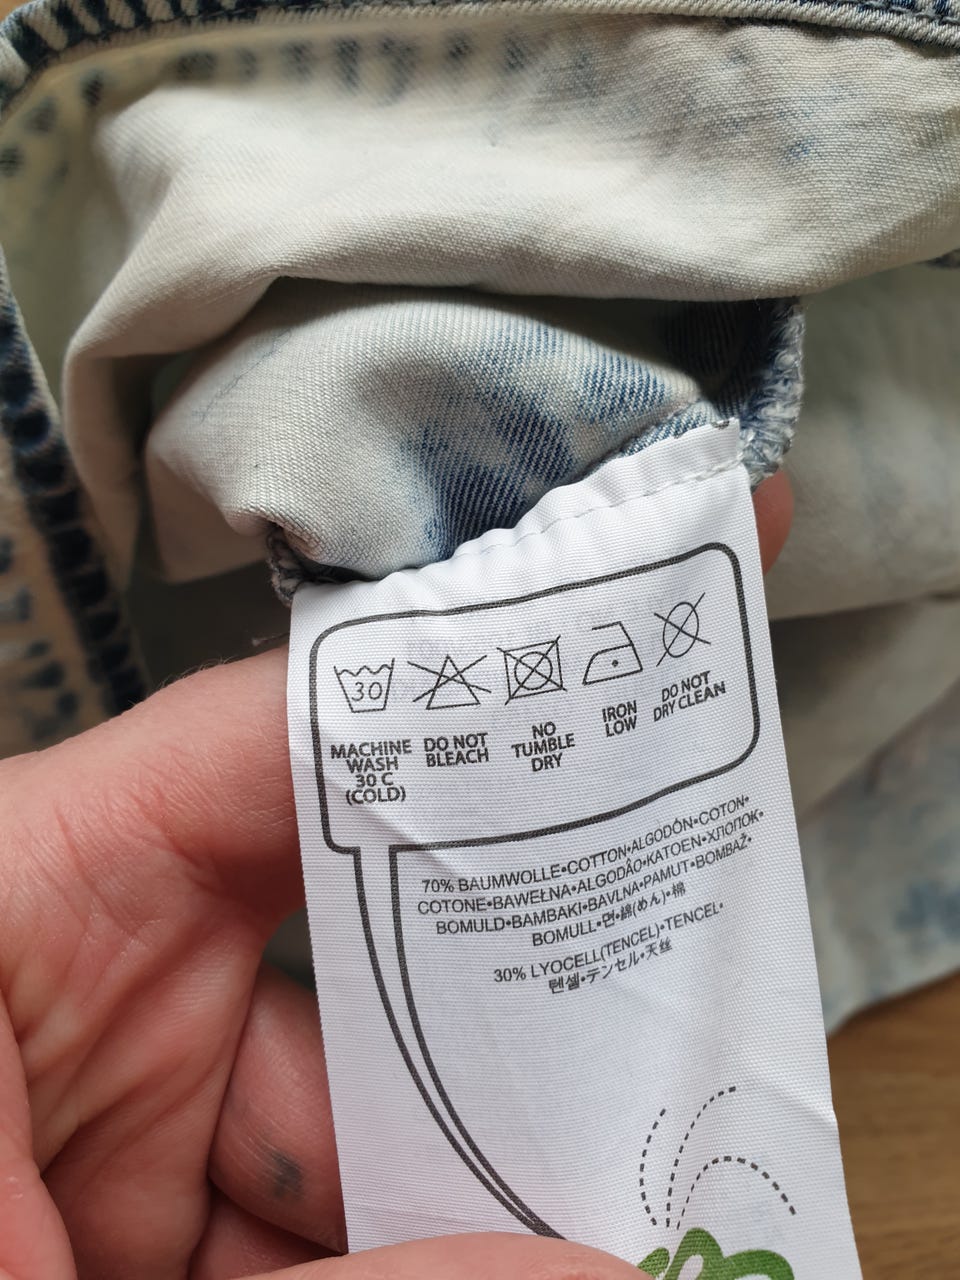 30
MACHINE
WASH
30 C
(COLD)
DO NOT
BLEACH
NO
TUMBLE
DRY
IRON
LOW
DO NOT
DRY CLEAN
70% BAUMWOLLE•COTTON•ALGODÓN•COTON•
COTONE•BAWEŁNA•ALGODÃO•KATOEN•ХЛОПОК•
BOMULD•BAMBAKI•BAVLNA•PAMUT•BOMBAŽ•
BOMULL•면•綿(めん)•棉
30% LYOCELL(TENCEL)•TENCEL•
텐셀•テンセル•天丝